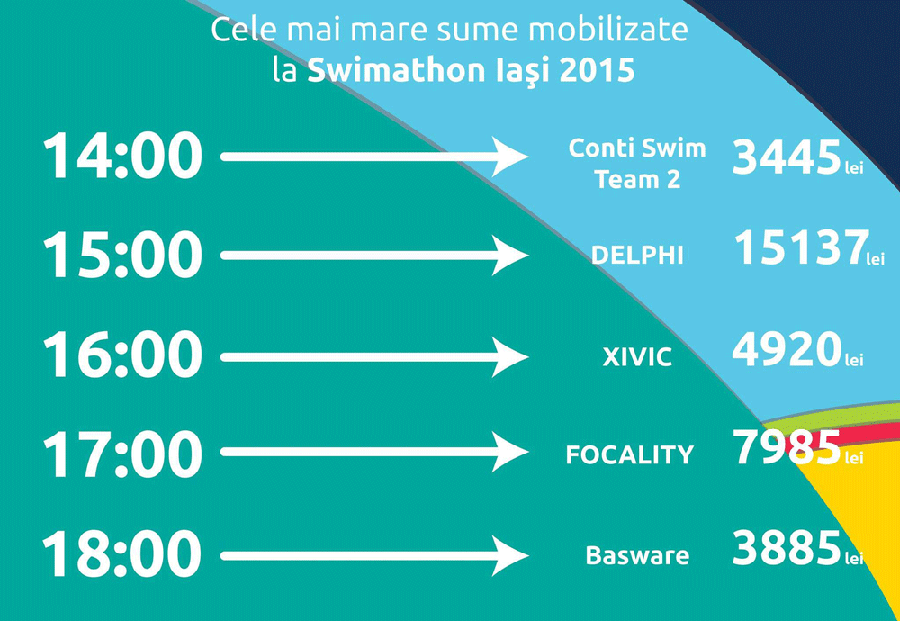 Cele mai mare sume mobilizate
la Swimathon Iaşi 2015
14:00 Conti Swim Team 2 3445 lei
15:00 DELPHI 15137 lei
16:00 XIVIC 4920 lei
17:00 FOCALITY 7985 lei
18:00 Basware 3885 lei